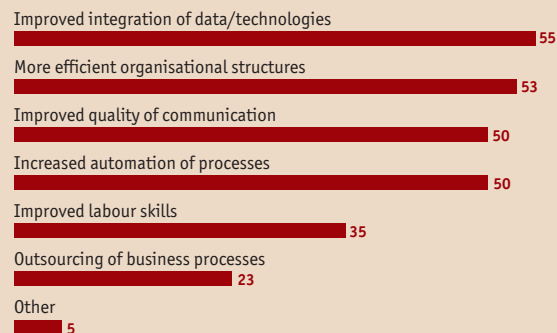 Improved integration of data/technologies
55
More efficient organisational structures
53
Improved quality of communication
50
Increased automation of processes
50
Improved labour skills
35
Outsourcing of business processes
23
Other
5